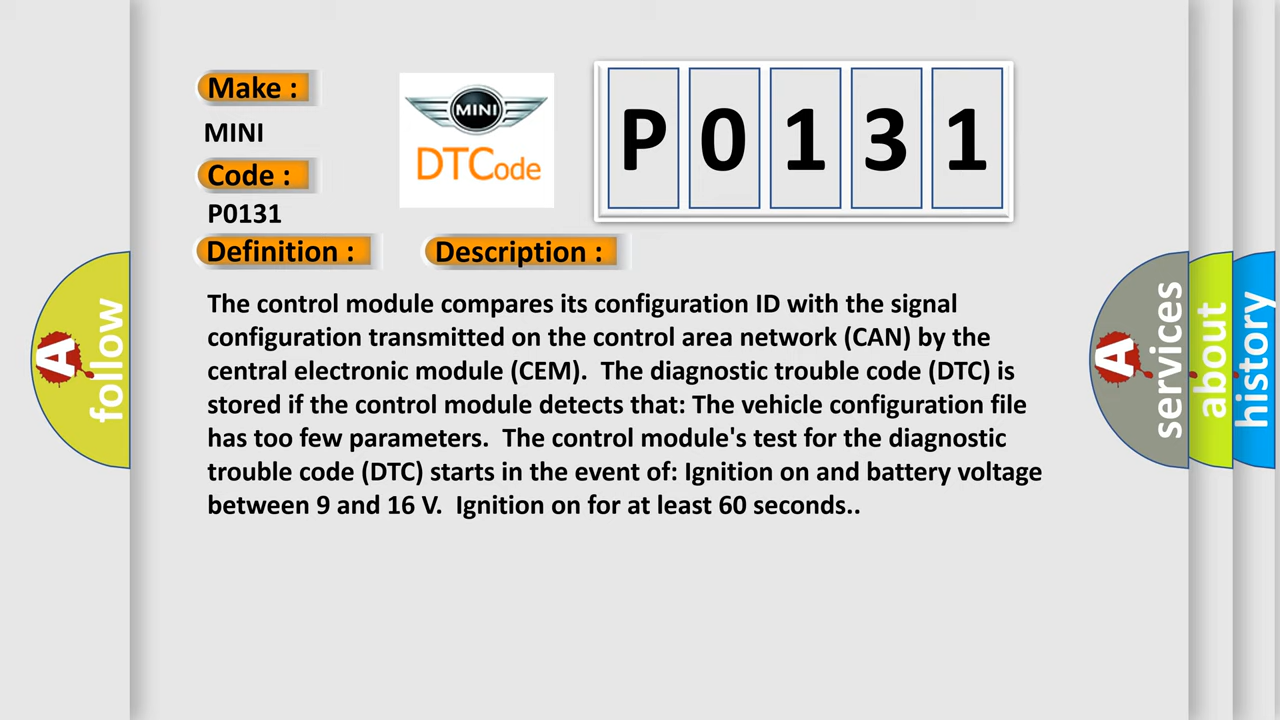 Make :
MINI
Code :
P0131
Definition :
Description :
MINI
DTCode
P0131
The control module compares its configuration ID with the signal
configuration transmitted on the control area network (CAN) by the
central electronic module (CEM).  The diagnostic trouble code (DTC) is
stored if the control module detects that: The vehicle configuration file
has too few parameters.  The control module's test for the diagnostic
trouble code (DTC) starts in the event of: Ignition on and battery voltage
between 9 and 16 V.  Ignition on for at least 60 seconds..
A follow
A services
about
history